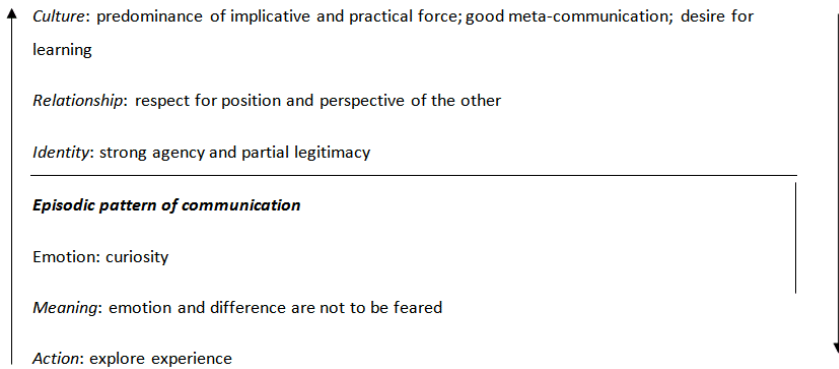 Culture: predominance of implicative and practical force; good meta-communication; desire for
learning
Relationship: respect for position and perspective of the other
Identity: strong agency and partial legitimacy
Episodic pattern of communication
Emotion: curiosity
Meaning: emotion and difference are not to be feared
Action: explore experience